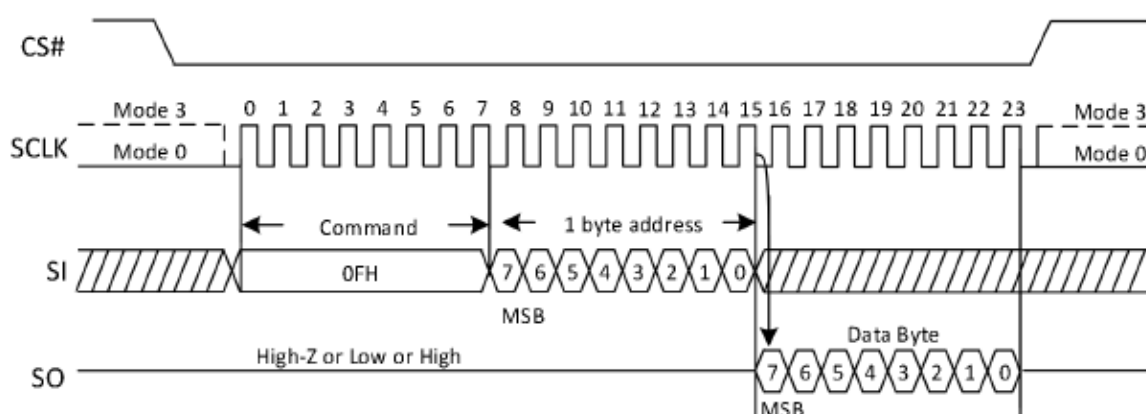 CS#
Mode 3 0 1 2 3 4 5 6 7 8 9 10 11 12 13 14 15 16 17 18 19 20 21 22 23 Mode 3
SCLK
Mode 0 Mode 0
Command 1 byte address
SI 0FH 7 6 5 4 3 2 1 0
MSB
High-Z or Low or High Data Byte
SO 7 6 5 4 3 2 1 0
MSB